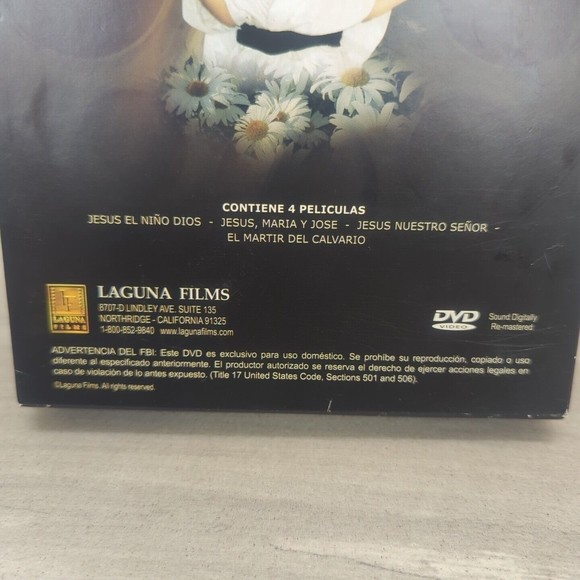 CONTIENE 4 PELICULAS
JESUS EL NIÑO DIOS - JESUS, MARIA Y JOSE - JESUS NUESTRO SEÑOR -
EL MARTIR DEL CALVARIO
LAGUNA FILMS
8707-D LINDLEY AVE. SUITE 135
NORTHRIDGE - CALIFORNIA 91325
1-800-852-9840 www.lagunafilms.com
LAGUNA
FILMS
DVD
VIDEO
Sound Digitally
Re-mastered
ADVERTENCIA DEL FBI: Este DVD es exclusivo para uso doméstico. Se prohíbe su reproducción, copiado o uso
diferente al especificado anteriormente. El productor autorizado se reserva el derecho de ejercer acciones legales en
caso de violación de lo antes expuesto. (Title 17 United States Code, Sections 501 and 506).
©Laguna Films. All rights reserved.